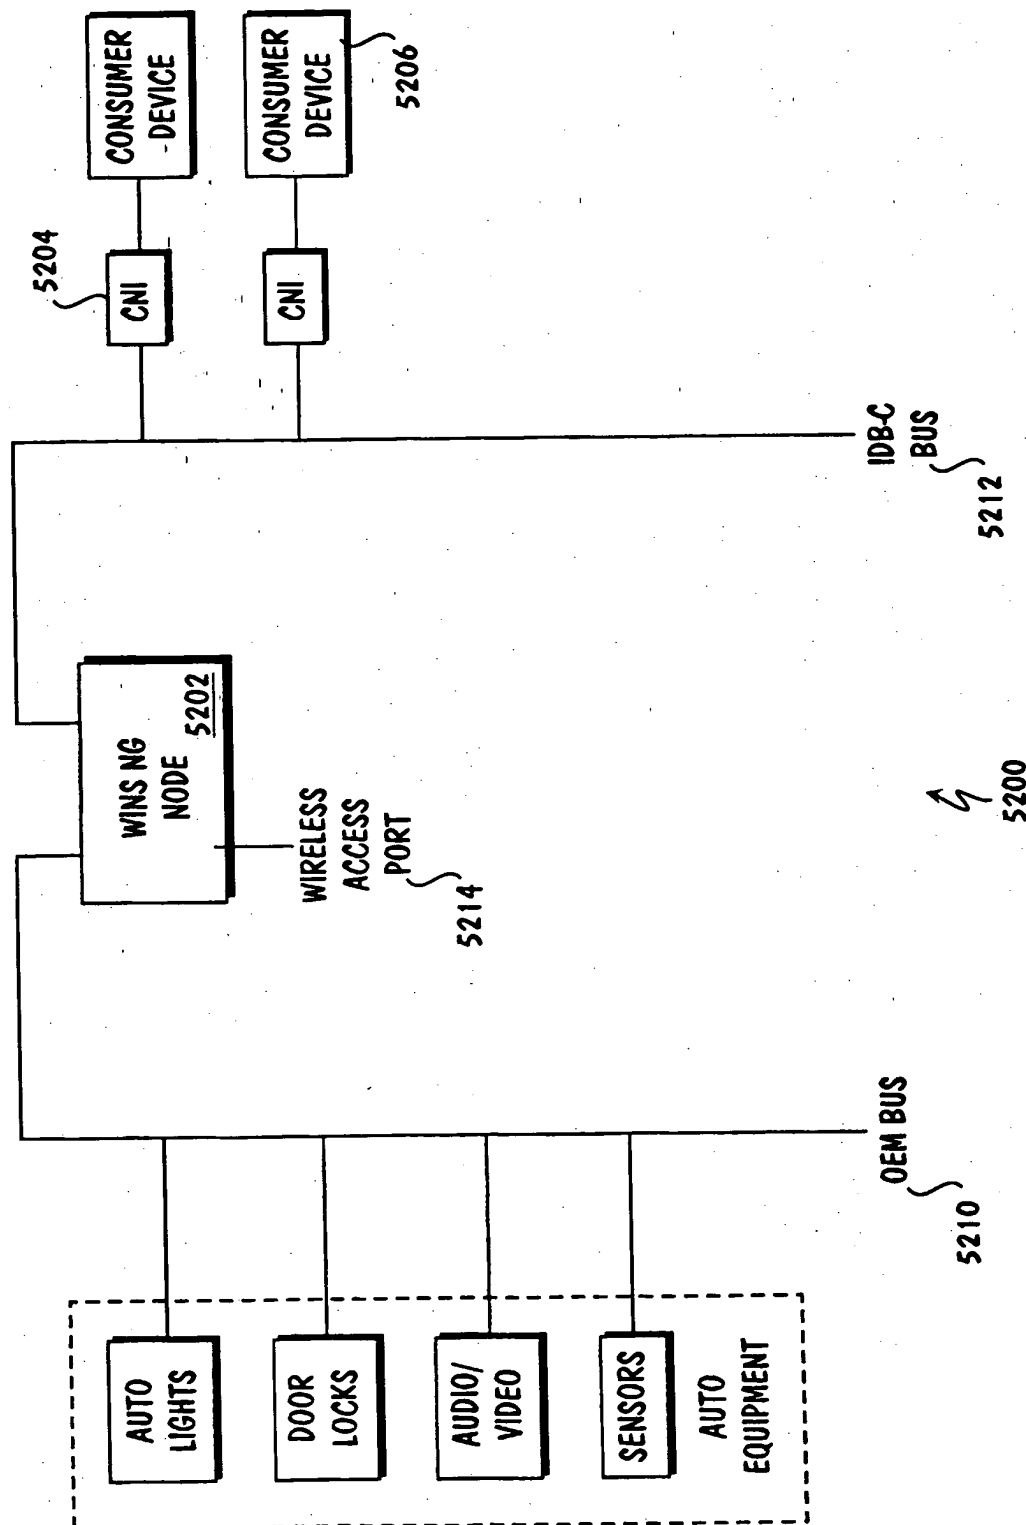 AUTO
LIGHTS
DOOR
LOCKS
AUDIO/
VIDEO
SENSORS
AUTO
EQUIPMENT
OEM BUS
5210
WINS NG
NODE
5202
WIRELESS
ACCESS
PORT
5214
5200
CNI
5204
CNI
CONSUMER
DEVICE
CONSUMER
DEVICE
5206
IDB-C
BUS
5212